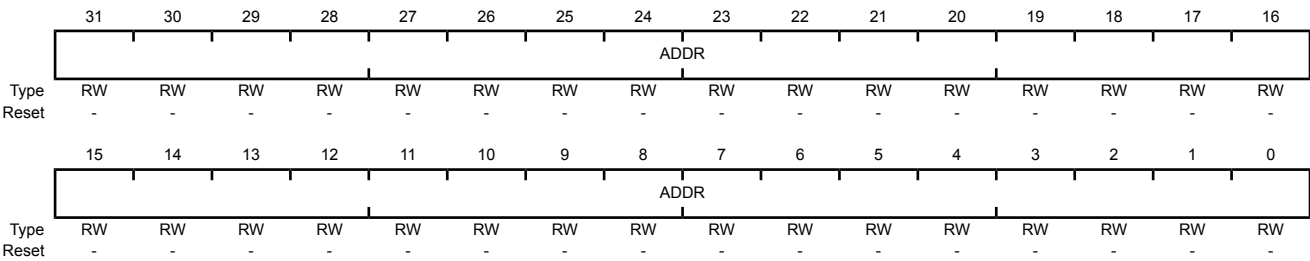 31 30 29 28 27 26 25 24 23 22 21 20 19 18 17 16
ADDR
Type RW RW RW RW RW RW RW RW RW RW RW RW RW RW RW RW
Reset - - - - - - - - - - - - - - - -
15 14 13 12 11 10 9 8 7 6 5 4 3 2 1 0
ADDR
Type RW RW RW RW RW RW RW RW RW RW RW RW RW RW RW RW
Reset - - - - - - - - - - - - - - - -